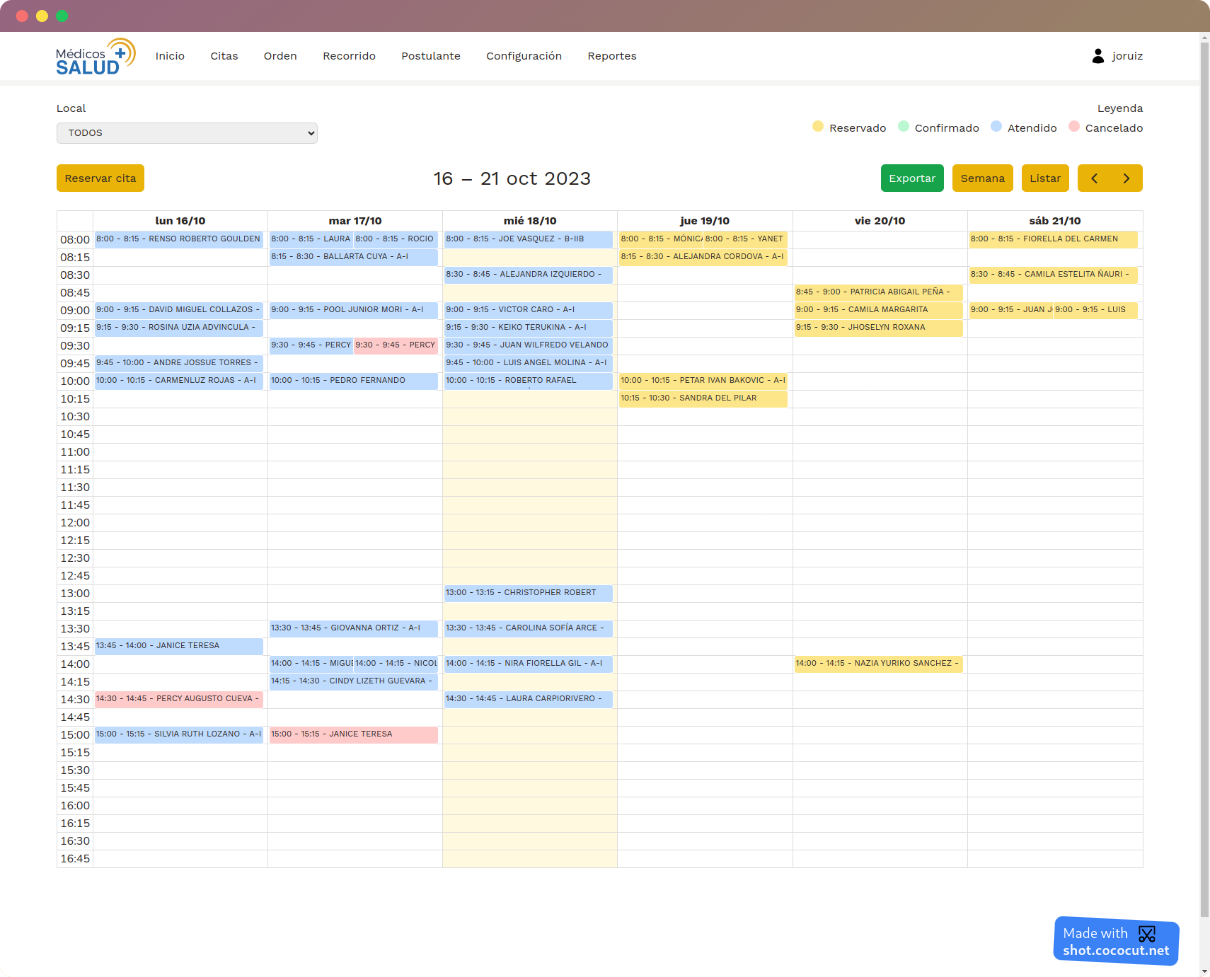 Médicos
SALUD
Inicio Citas Orden Recorrido Postulante Configuración Reportes joruiz
Local Leyenda
TODOS
Reservado Confirmado Atendido Cancelado
Reservar cita 16 – 21 oct 2023 Exportar Semana Listar
lun 16/10 mar 17/10 mié 18/10 jue 19/10 vie 20/10 sáb 21/10
08:00 8:00 - 8:15 - RENSO ROBERTO GOULDEN 8:00 - 8:15 - LAURA 8:00 - 8:15 - ROCIO 8:00 - 8:15 - JOE VASQUEZ - B-IIB 8:00 - 8:15 - MÓNICA 8:00 - 8:15 - YANET 8:00 - 8:15 - FIORELLA DEL CARMEN
08:15 8:15 - 8:30 - BALLARTA CUYA - A-I 8:15 - 8:30 - ALEJANDRA CORDOVA - A-I
08:30 8:30 - 8:45 - ALEJANDRA IZQUIERDO - 8:30 - 8:45 - CAMILA ESTELITA ÑAURI -
08:45 8:45 - 9:00 - PATRICIA ABIGAIL PEÑA -
09:00 9:00 - 9:15 - DAVID MIGUEL COLLAZOS - 9:00 - 9:15 - POOL JUNIOR MORI - A-I 9:00 - 9:15 - VICTOR CARO - A-I 9:00 - 9:15 - CAMILA MARGARITA 9:00 - 9:15 - JUAN 9:00 - 9:15 - LUIS
09:15 9:15 - 9:30 - ROSINA UZIA ADVINCULA - 9:15 - 9:30 - KEIKO TERUKINA - A-I 9:15 - 9:30 - JHOSELYN ROXANA
09:30 9:30 - 9:45 - PERCY 9:30 - 9:45 - PERCY 9:30 - 9:45 - JUAN WILFREDO VELANDO
09:45 9:45 - 10:00 - ANDRE JOSSUE TORRES - 9:45 - 10:00 - LUIS ANGEL MOLINA - A-I
10:00 10:00 - 10:15 - CARMENLUZ ROJAS - A-I 10:00 - 10:15 - PEDRO FERNANDO 10:00 - 10:15 - ROBERTO RAFAEL 10:00 - 10:15 - PETAR IVAN BAKOVIC - A-I
10:15 10:15 - 10:30 - SANDRA DEL PILAR
10:30
10:45
11:00
11:15
11:30
11:45
12:00
12:15
12:30
12:45
13:00 13:00 - 13:15 - CHRISTOPHER ROBERT
13:15
13:30 13:30 - 13:45 - GIOVANNA ORTIZ - A-I 13:30 - 13:45 - CAROLINA SOFÍA ARCE -
13:45 13:45 - 14:00 - JANICE TERESA
14:00 14:00 - 14:15 - MIGUE 14:00 - 14:15 - NICOL 14:00 - 14:15 - NIRA FIORELLA GIL - A-I 14:00 - 14:15 - NAZIA YURIKO SANCHEZ -
14:15 14:15 - 14:30 - CINDY LIZETH GUEVARA -
14:30 14:30 - 14:45 - PERCY AUGUSTO CUEVA - 14:30 - 14:45 - LAURA CARPIORIVERO -
14:45
15:00 15:00 - 15:15 - SILVIA RUTH LOZANO - A-I 15:00 - 15:15 - JANICE TERESA
15:15
15:30
15:45
16:00
16:15
16:30
16:45
Made with
shot.cococut.net